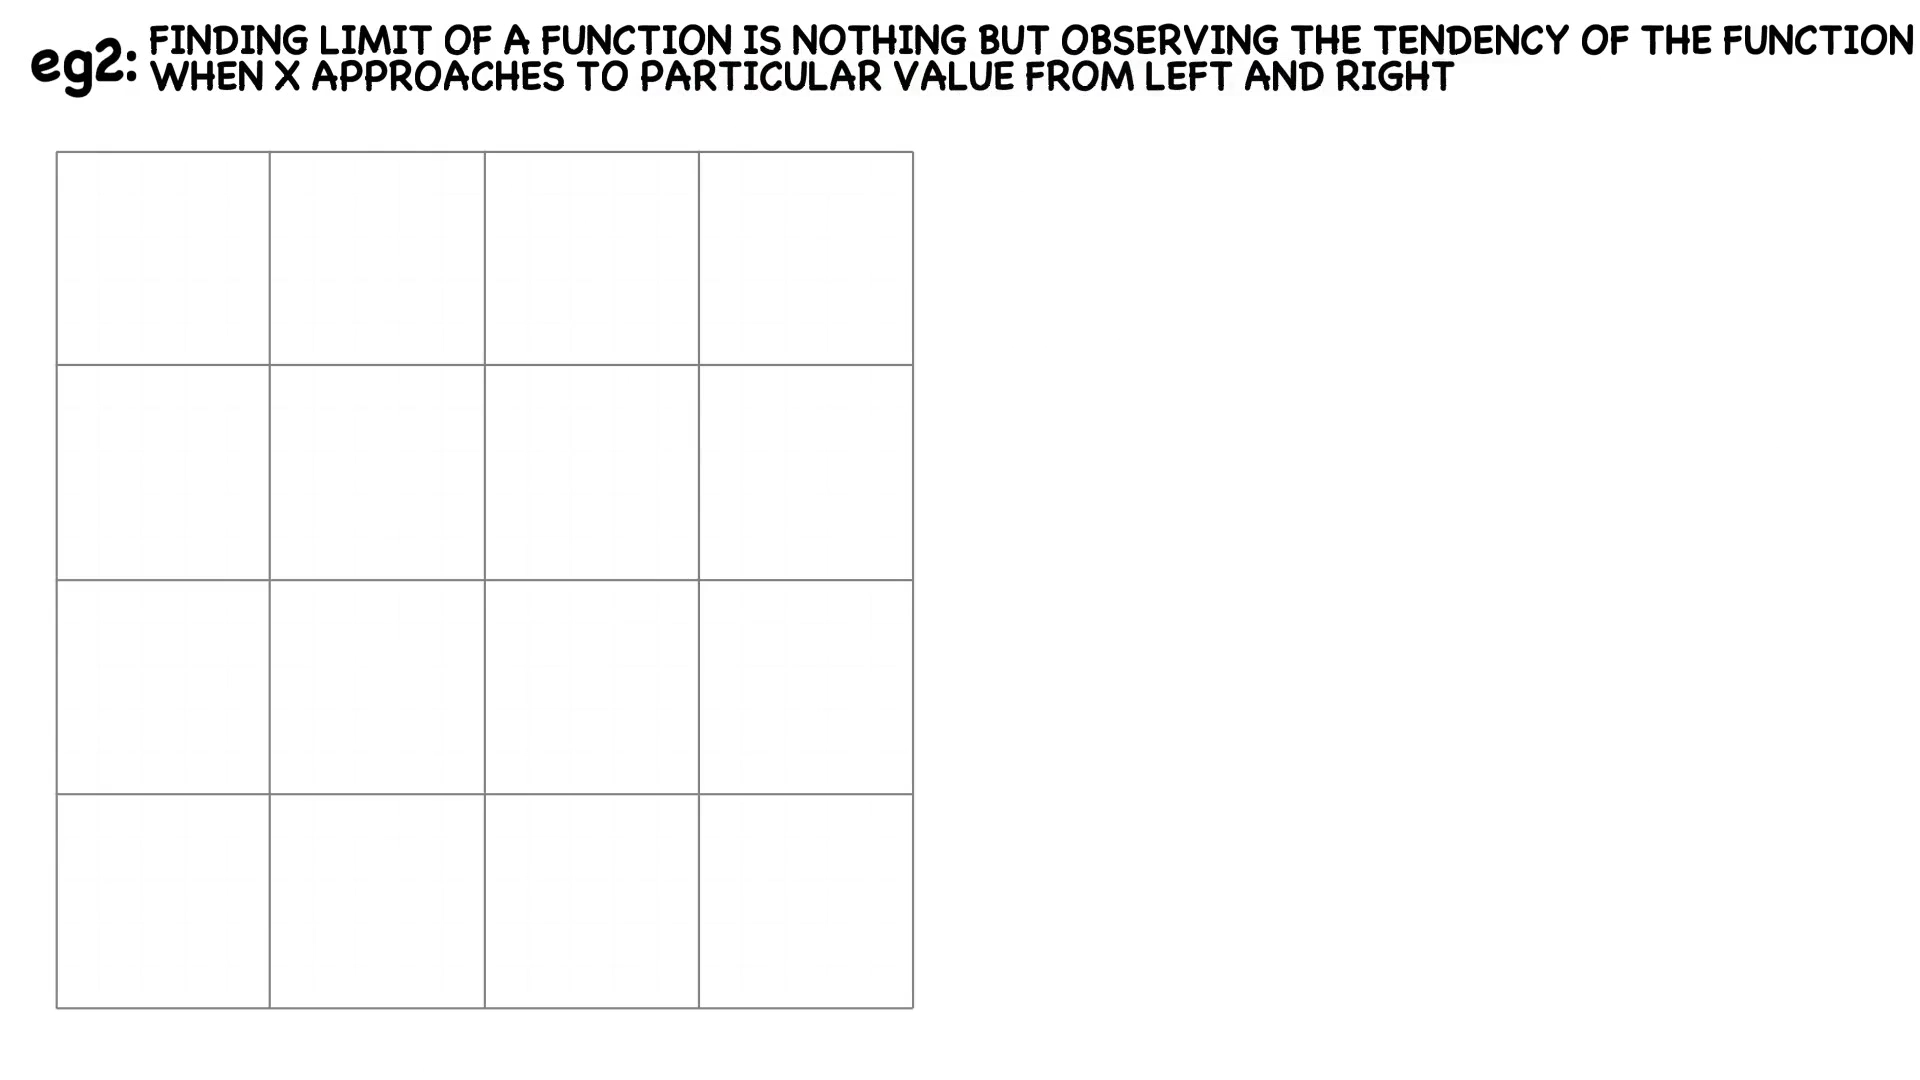 eg2: FINDING LIMIT OF A FUNCTION IS NOTHING BUT OBSERVING THE TENDENCY OF THE FUNCTION
WHEN X APPROACHES TO PARTICULAR VALUE FROM LEFT AND RIGHT